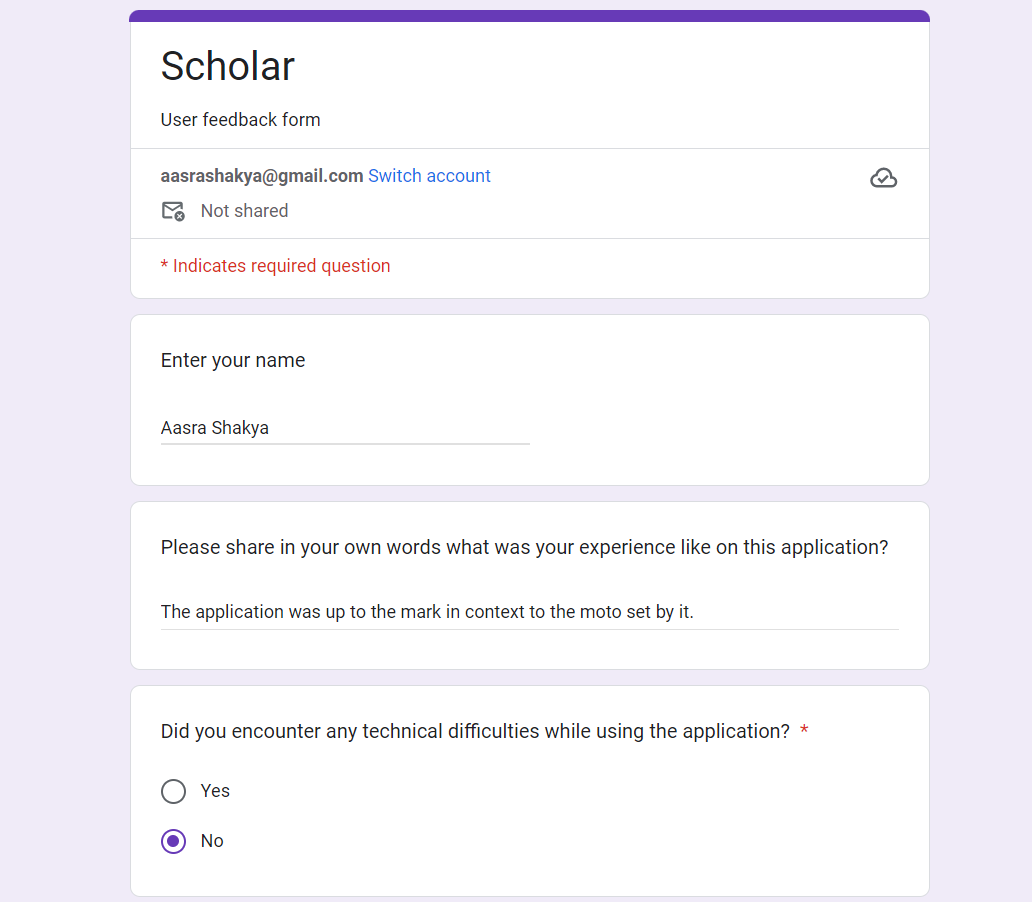 Scholar
User feedback form
aasrashakya@gmail.com Switch account
Not shared
* Indicates required question
Enter your name
Aasra Shakya
Please share in your own words what was your experience like on this application?
The application was up to the mark in context to the moto set by it.
Did you encounter any technical difficulties while using the application? *
Yes
No